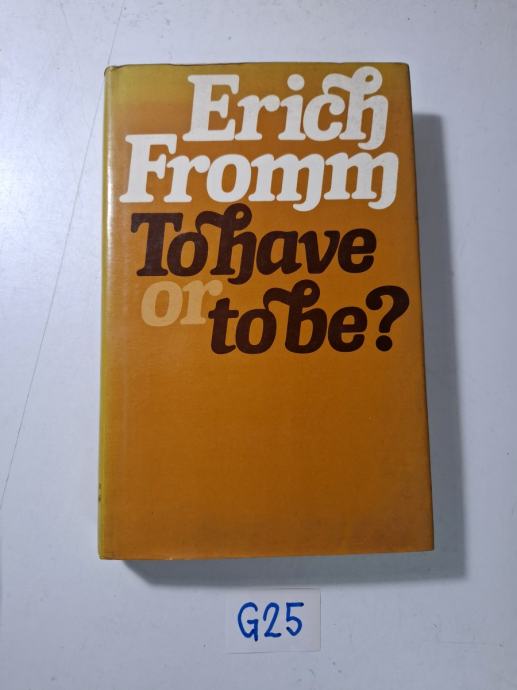 Erich
Fromm
To have
or
to be?
G25